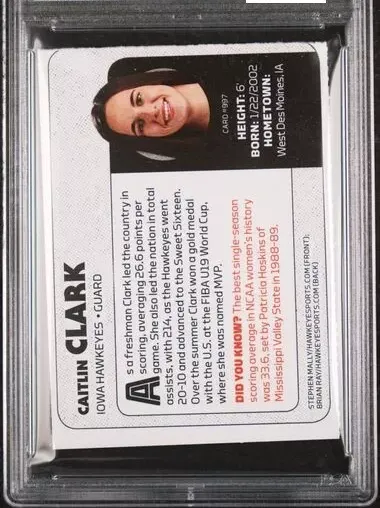 CAITLIN CLARK
IOWA HAWKEYES • GUARD
As a freshman Clark led the country in
scoring, averaging 26.6 points per
game. She also led the nation in total
assists, with 214, as the Hawkeyes went
20–10 and advanced to the Sweet Sixteen.
Over the summer Clark won a gold medal
with the U.S. at the FIBA U19 World Cup,
where she was named MVP.
DID YOU KNOW? The best single-season
scoring average in NCAA women's history
was 33.6, set by Patricia Hoskins of
Mississippi Valley State in 1988–89.
STEPHEN MALLY/HAWKEYESPORTS.COM (FRONT);
BRIAN RAY/HAWKEYESPORTS.COM (BACK)
CARD #997
HEIGHT: 6'
BORN: 1/22/2002
HOMETOWN:
West Des Moines, IA